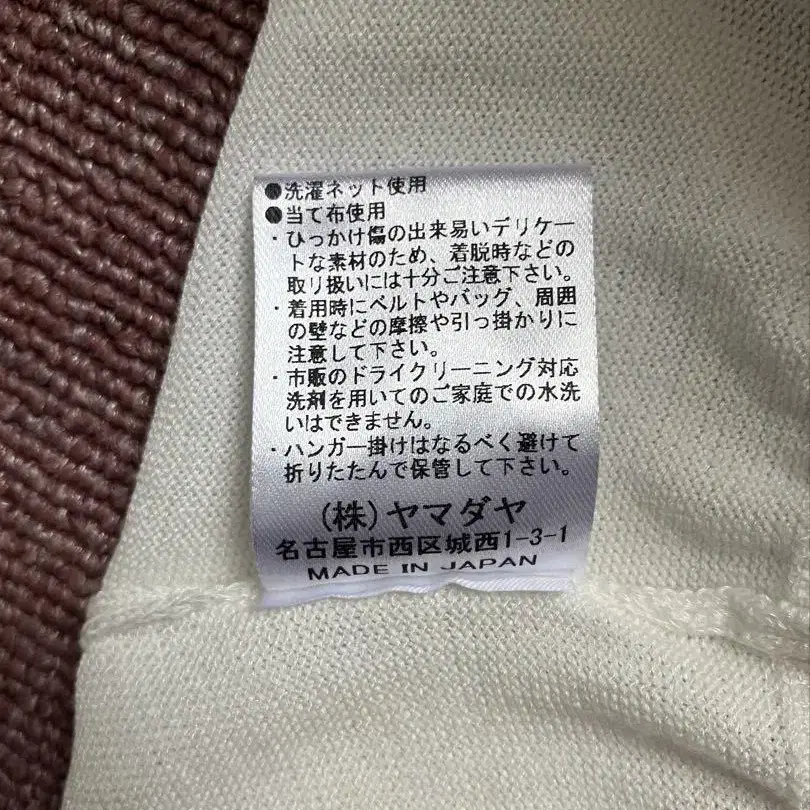 ●洗濯ネット使用
●当て布使用
・ひっかけ傷の出来易いデリケー
トな素材のため、着脱時などの
取り扱いには十分ご注意下さい。
・着用時にベルトやバッグ、周囲
の壁などの摩擦や引っ掛かりに
注意して下さい。
・市販のドライクリーニング対応
洗剤を用いてのご家庭での水洗
いはできません。
・ハンガー掛けはなるべく避けて
折りたたんで保管して下さい。
(株)ヤマダヤ
名古屋市西区城西1-3-1
MADE IN JAPAN